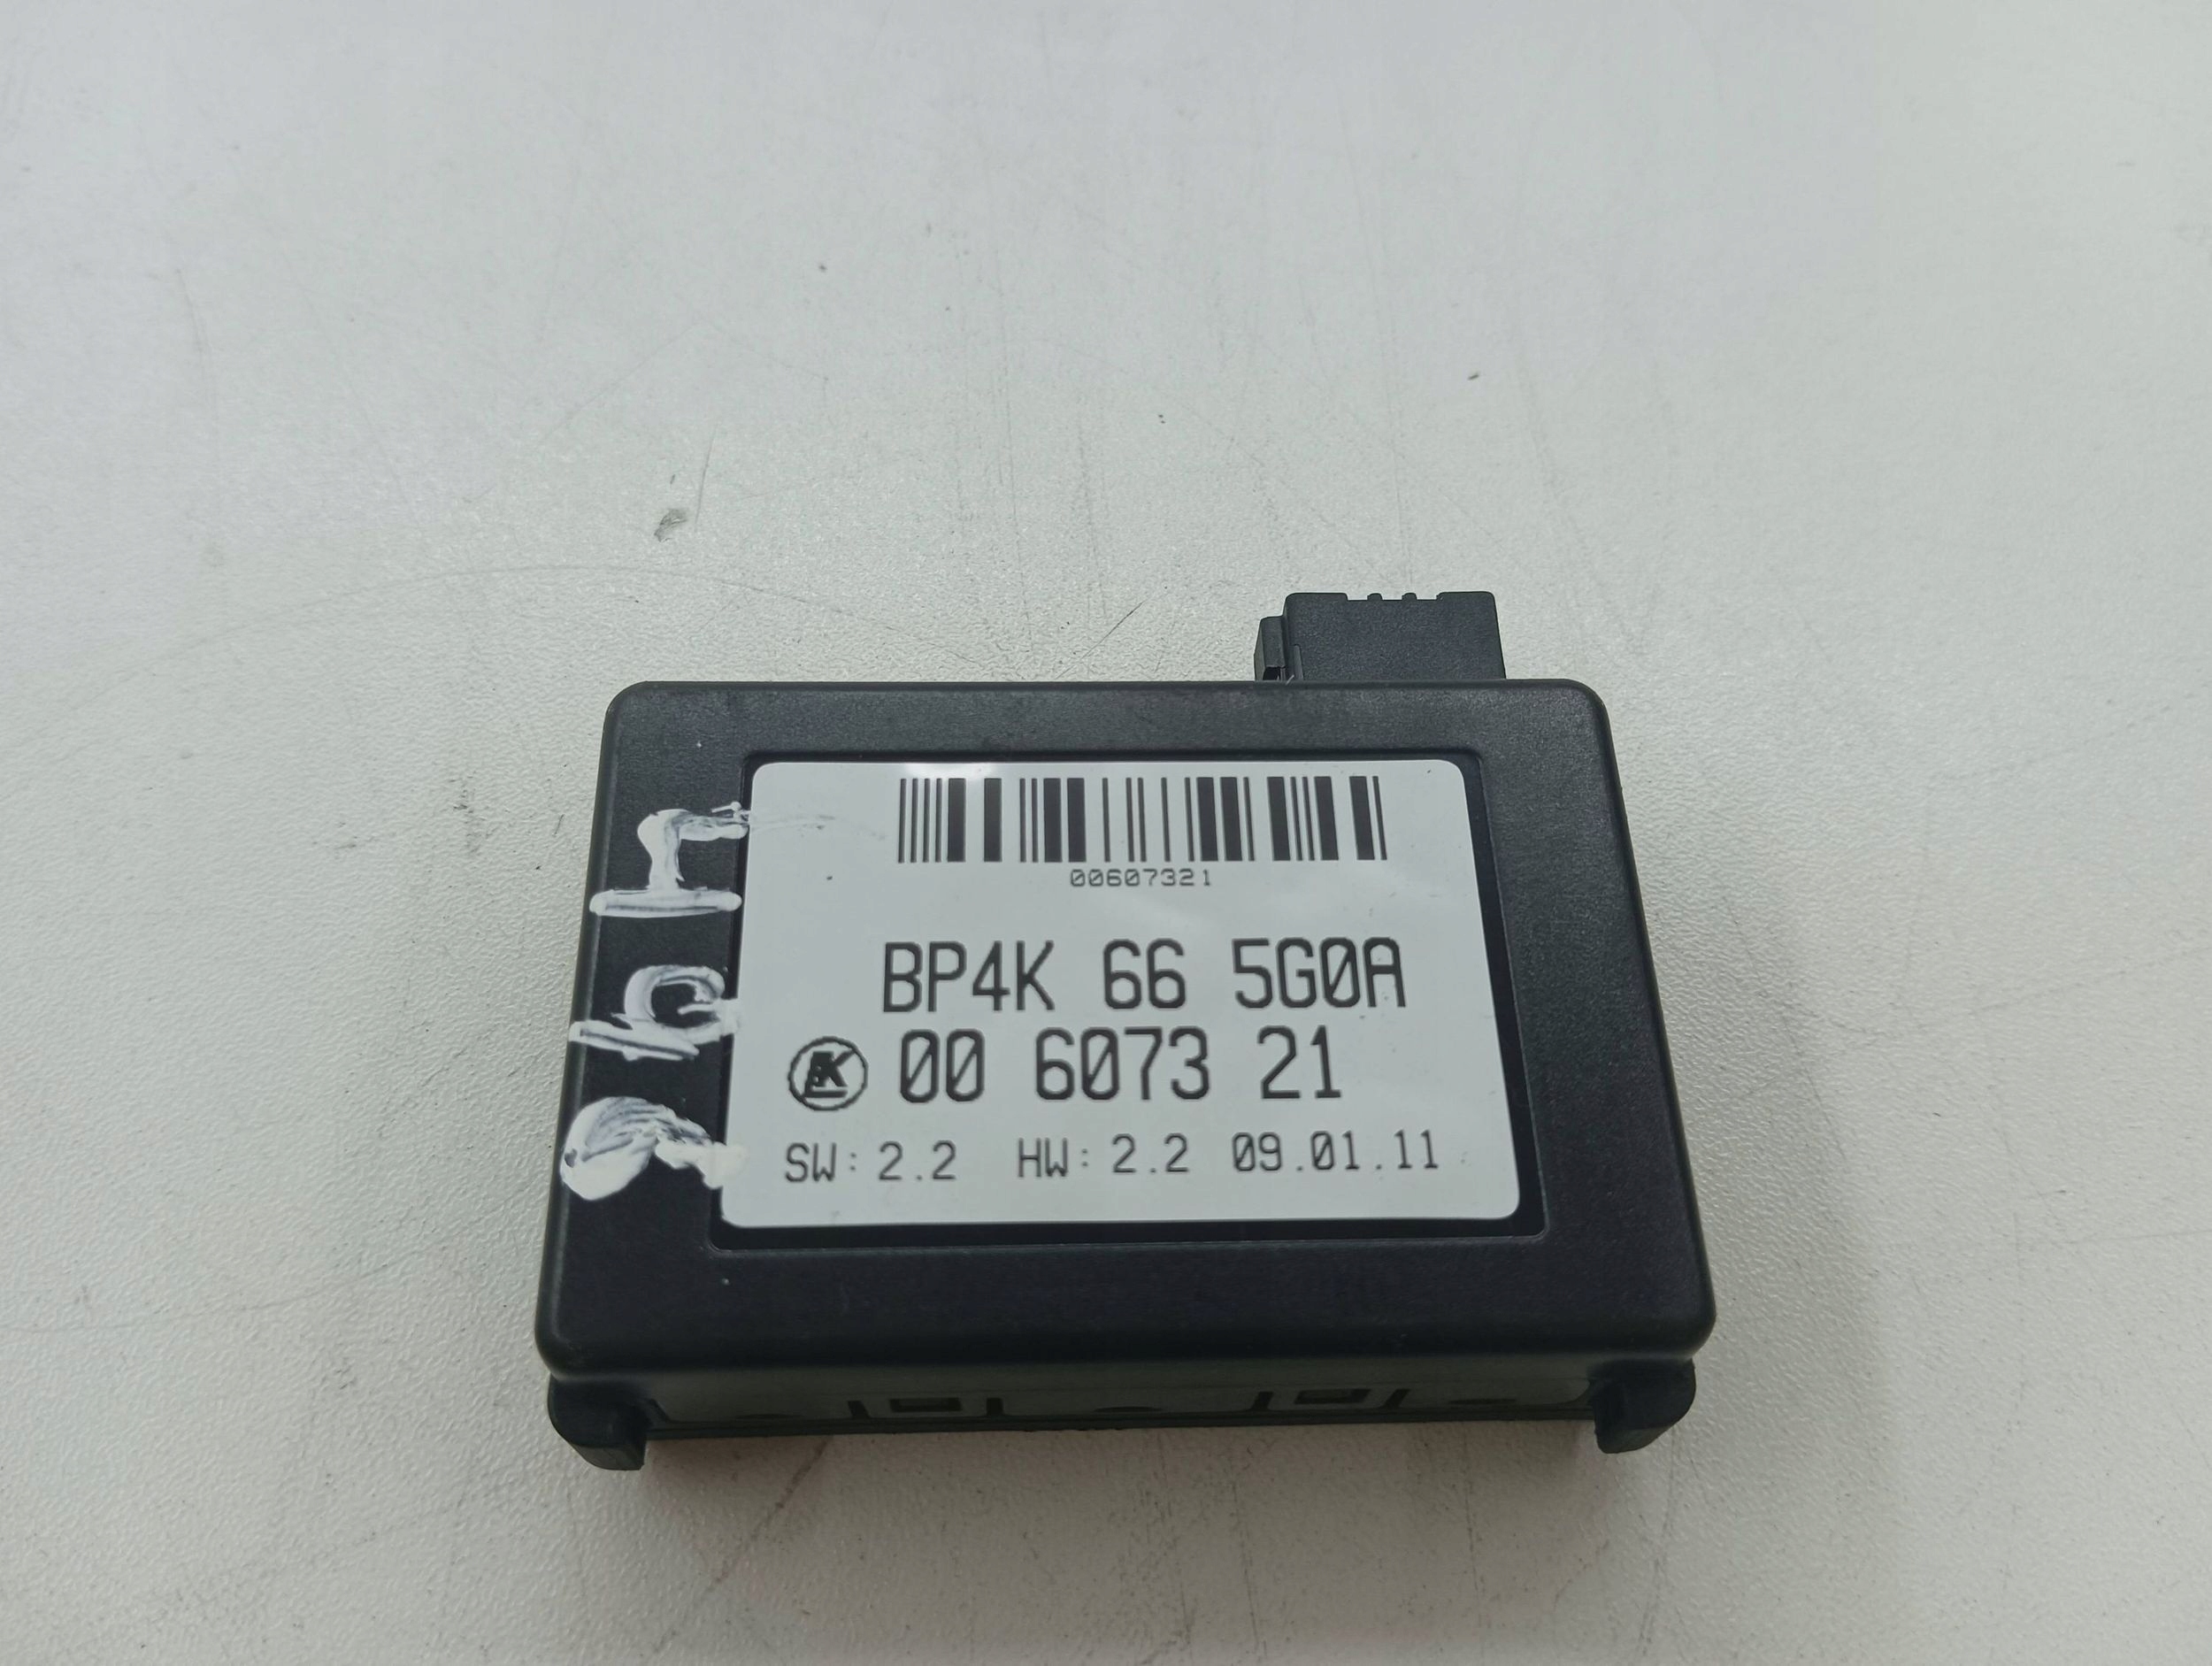 00607321
BP4K 66 5G0A
00 6073 21
SW: 2.2 HW: 2.2 09.01.11